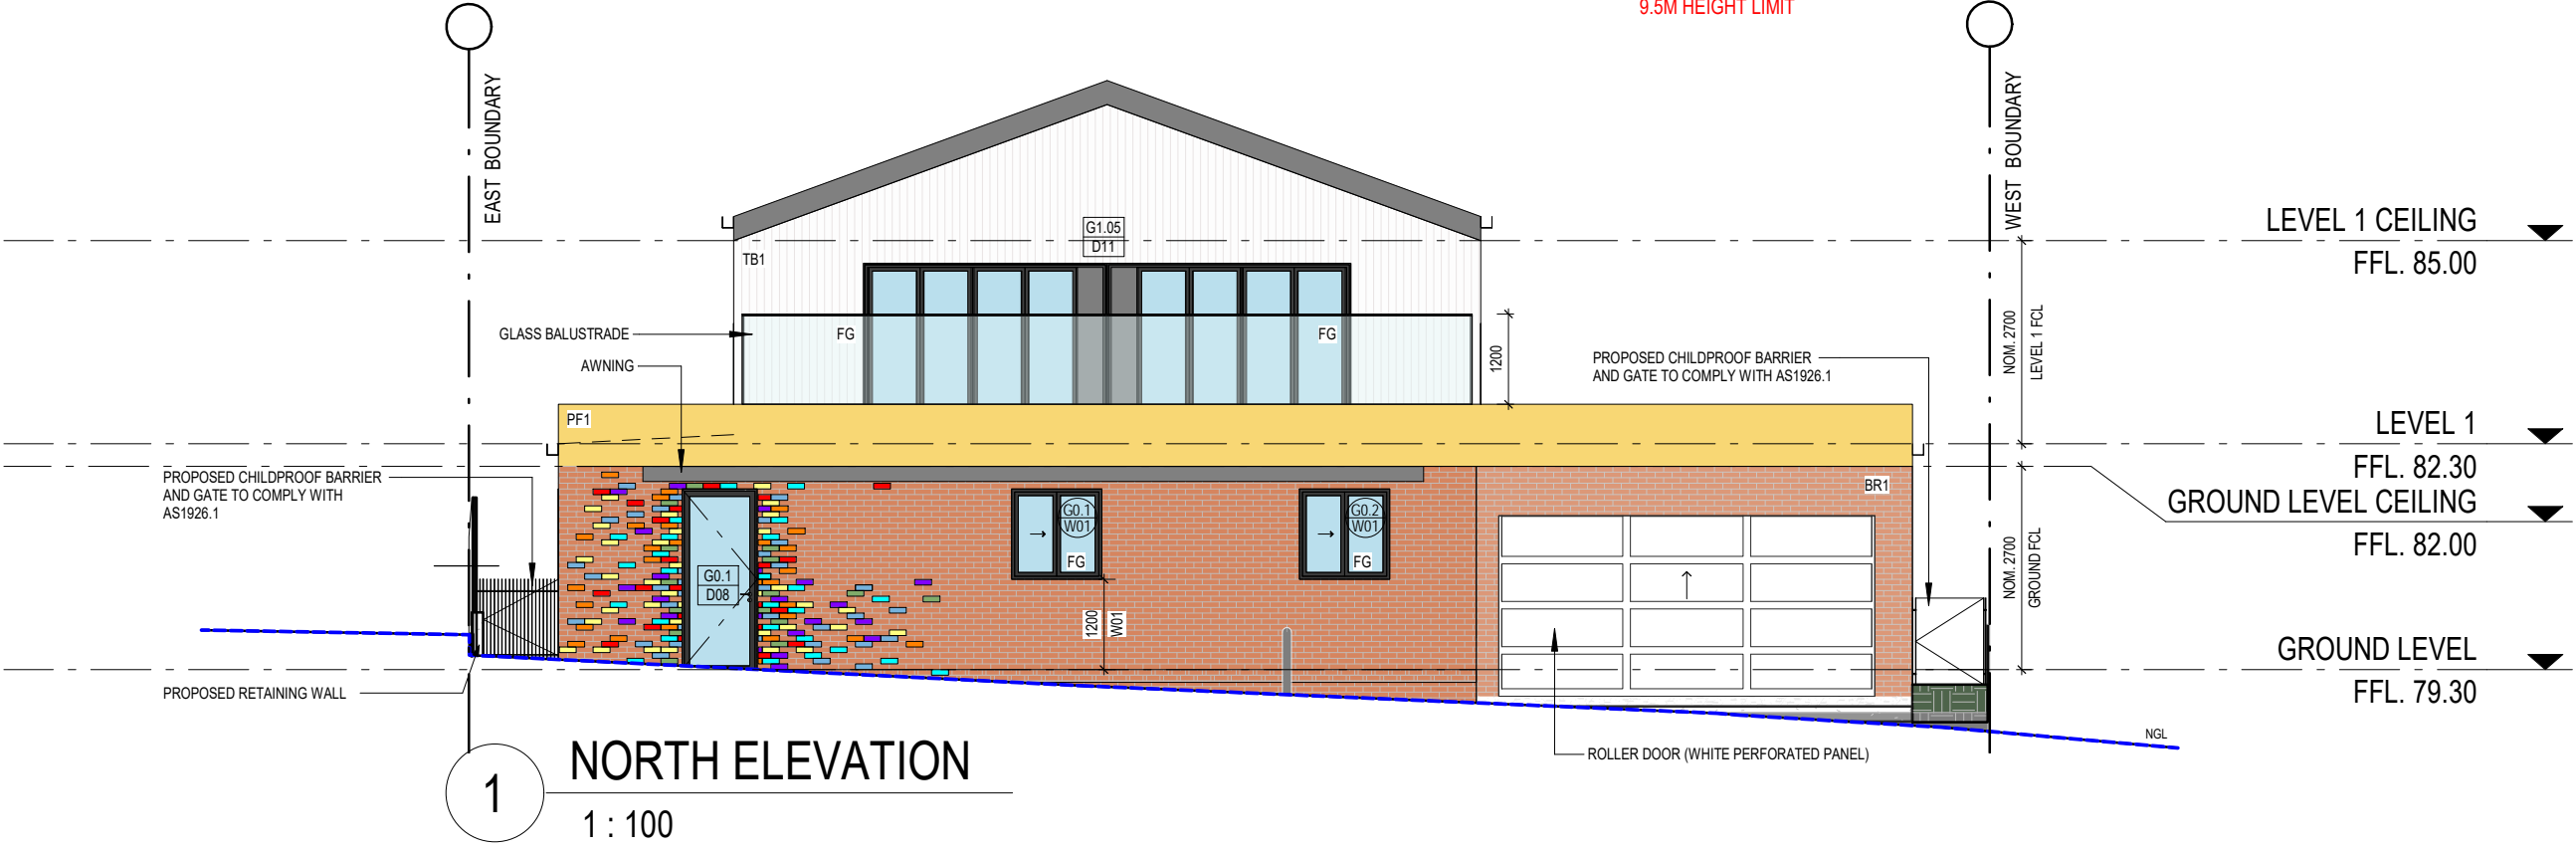 9.5M HEIGHT LIMIT
EAST BOUNDARY
WEST BOUNDARY
G1.05
D11
TB1
LEVEL 1 CEILING
FFL. 85.00
GLASS BALUSTRADE
FG
FG
AWNING
1200
PROPOSED CHILDPROOF BARRIER
AND GATE TO COMPLY WITH AS1926.1
NOM. 2700
LEVEL 1 FCL
PF1
LEVEL 1
FFL. 82.30
PROPOSED CHILDPROOF BARRIER
AND GATE TO COMPLY WITH
AS1926.1
BR1
GROUND LEVEL CEILING
FFL. 82.00
G0.1
W01
FG
G0.2
W01
FG
G0.1
D08
1200
W01
NOM. 2700
GROUND FCL
GROUND LEVEL
FFL. 79.30
PROPOSED RETAINING WALL
NGL
ROLLER DOOR (WHITE PERFORATED PANEL)
1
NORTH ELEVATION
1 : 100